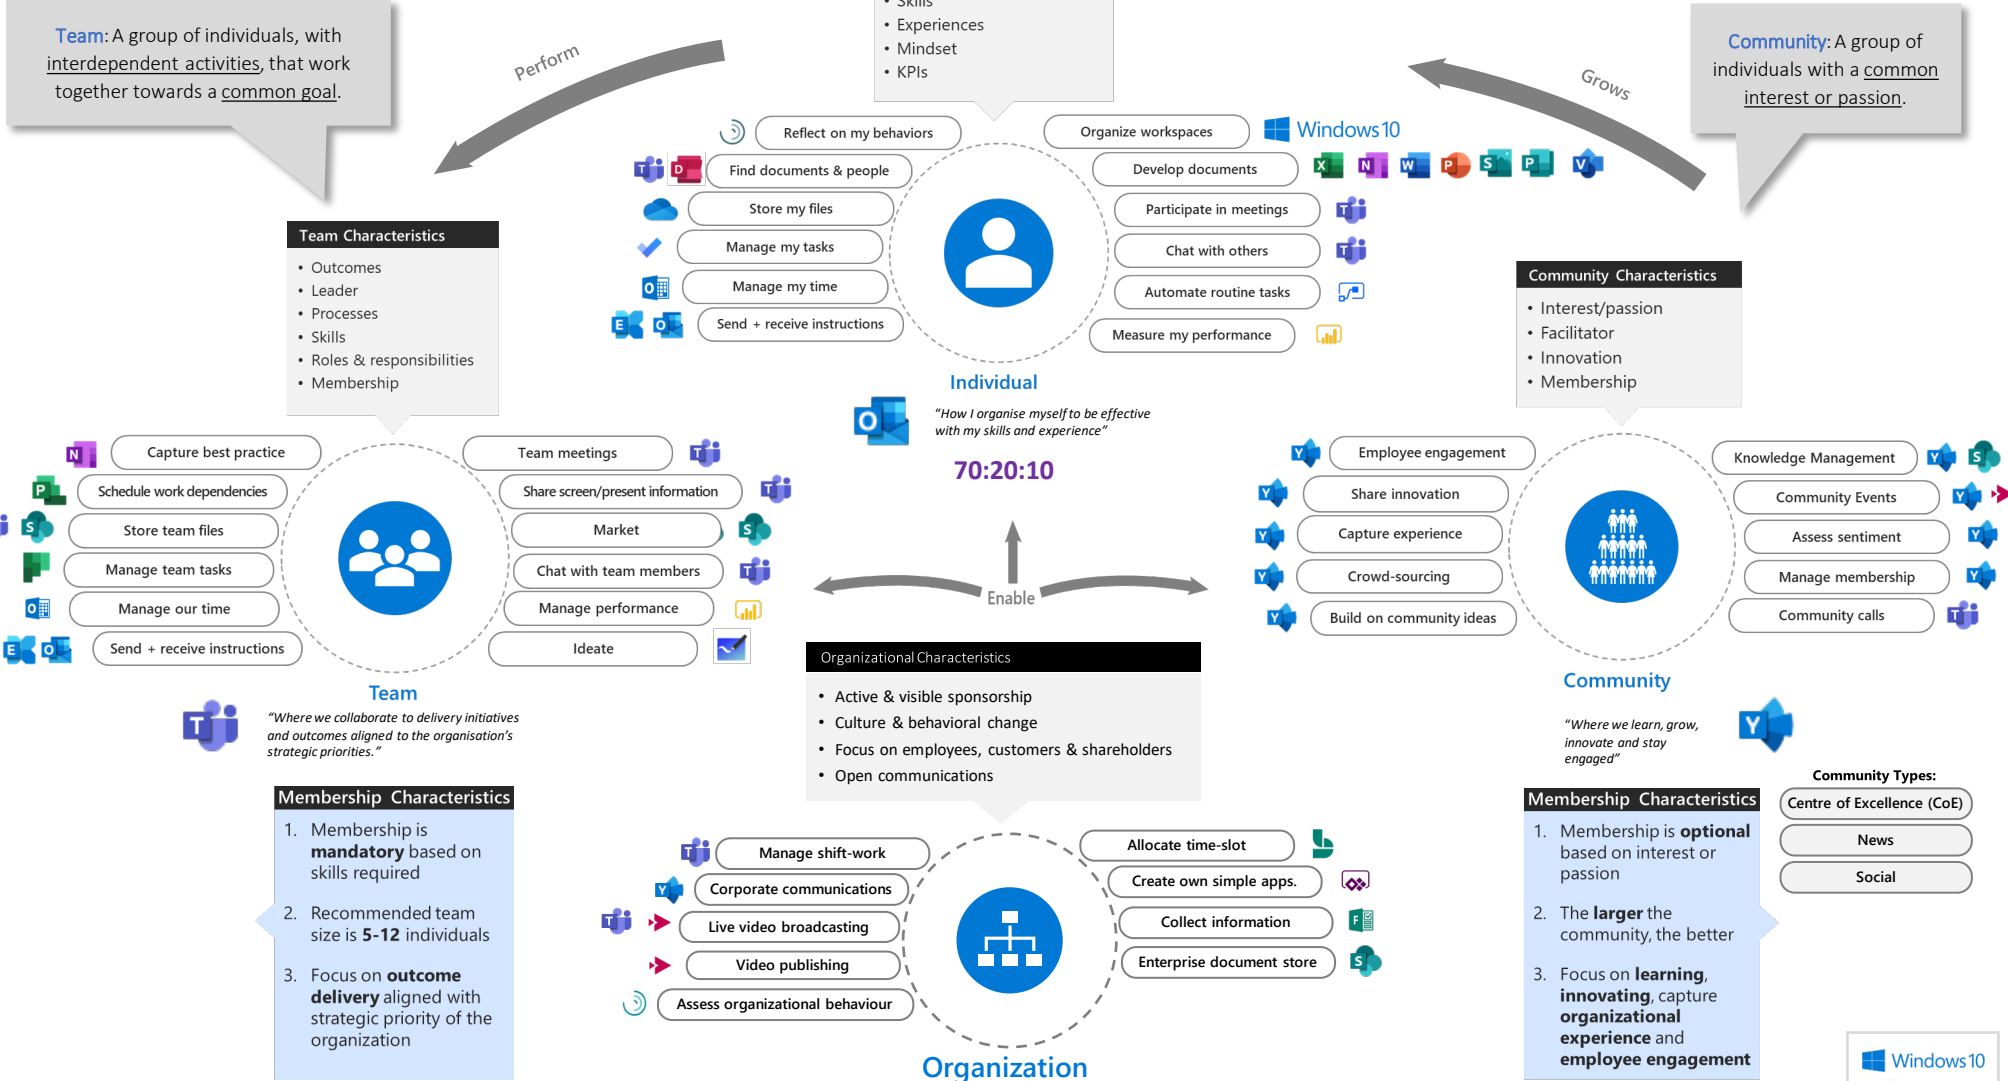 Team: A group of individuals, with
interdependent activities, that work
together towards a common goal.
Perform
• Skills
• Experiences
• Mindset
• KPIs
Grows
Community: A group of
individuals with a common
interest or passion.
Reflect on my behaviors
Find documents & people
Store my files
Manage my tasks
Manage my time
Send + receive instructions
Organize workspaces
Windows 10
Develop documents
Participate in meetings
Chat with others
Automate routine tasks
Measure my performance
Individual
“How I organise myself to be effective
with my skills and experience”
70:20:10
Enable
Team Characteristics
• Outcomes
• Leader
• Processes
• Skills
• Roles & responsibilities
• Membership
Capture best practice
Schedule work dependencies
Store team files
Manage team tasks
Manage our time
Send + receive instructions
Team meetings
Share screen/present information
Market
Chat with team members
Manage performance
Ideate
Team
“Where we collaborate to delivery initiatives
and outcomes aligned to the organisation’s
strategic priorities.”
Membership Characteristics
1. Membership is
mandatory based on
skills required
2. Recommended team
size is 5-12 individuals
3. Focus on outcome
delivery aligned with
strategic priority of the
organization
Organizational Characteristics
• Active & visible sponsorship
• Culture & behavioral change
• Focus on employees, customers & shareholders
• Open communications
Manage shift-work
Corporate communications
Live video broadcasting
Video publishing
Assess organizational behaviour
Allocate time-slot
Create own simple apps.
Collect information
Enterprise document store
Organization
Community Characteristics
• Interest/passion
• Facilitator
• Innovation
• Membership
Employee engagement
Share innovation
Capture experience
Crowd-sourcing
Build on community ideas
Knowledge Management
Community Events
Assess sentiment
Manage membership
Community calls
Community
“Where we learn, grow,
innovate and stay
engaged”
Community Types:
Centre of Excellence (CoE)
News
Social
Membership Characteristics
1. Membership is optional
based on interest or
passion
2. The larger the
community, the better
3. Focus on learning,
innovating, capture
organizational
experience and
employee engagement
Windows 10